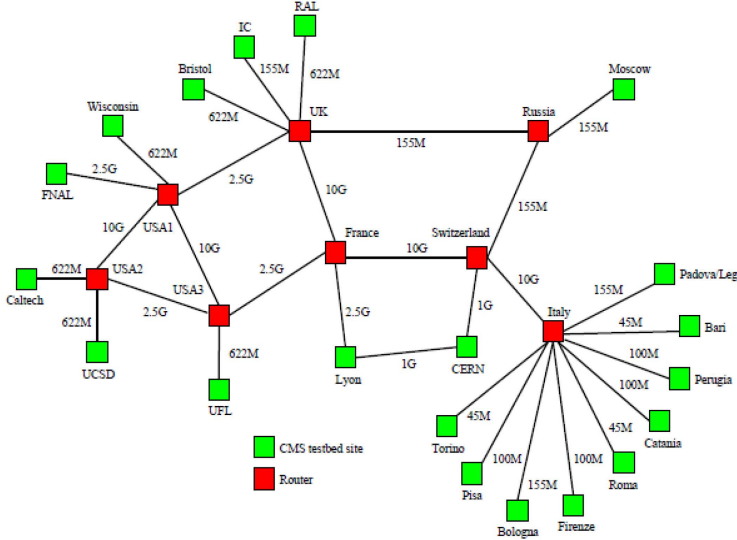 RAL
IC
155M
622M
Bristol
622M
Moscow
Wisconsin
UK
Russia
155M
155M
622M
2.5G
FNAL
2.5G
10G
155M
USA1
10G
10G
France
Switzerland
10G
622M
USA2
Caltech
USA3
2.5G
10G
Padova/Leg
155M
622M
2.5G
2.5G
1G
Italy
45M
Bari
UCSD
622M
Lyon
1G
CERN
100M
Perugia
UFL
100M
Catania
45M
45M
Torino
CMS testbed site
Router
100M
155M
100M
Roma
Pisa
Bologna
Firenze